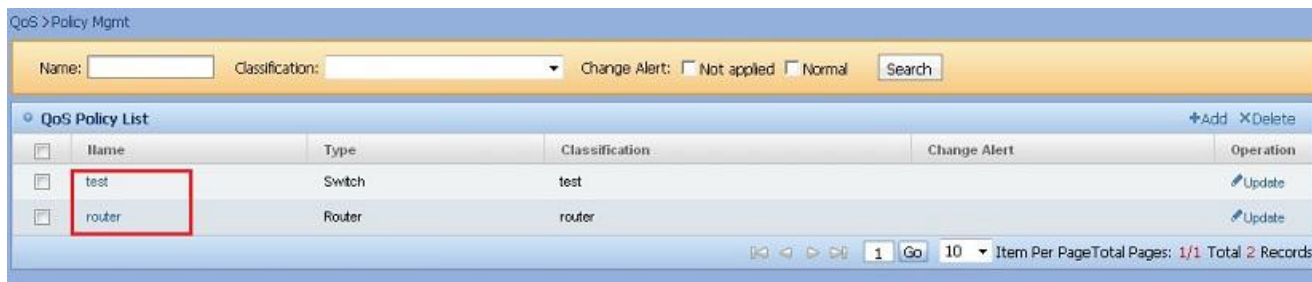 QoS >Policy Mgmt
Name: Classification: Change Alert: Not applied Normal Search
QoS Policy List Add Delete
Name Type Classification Change Alert Operation
test Switch test Update
router Router router Update
1 Go 10 Item Per PageTotal Pages: 1/1 Total 2 Records